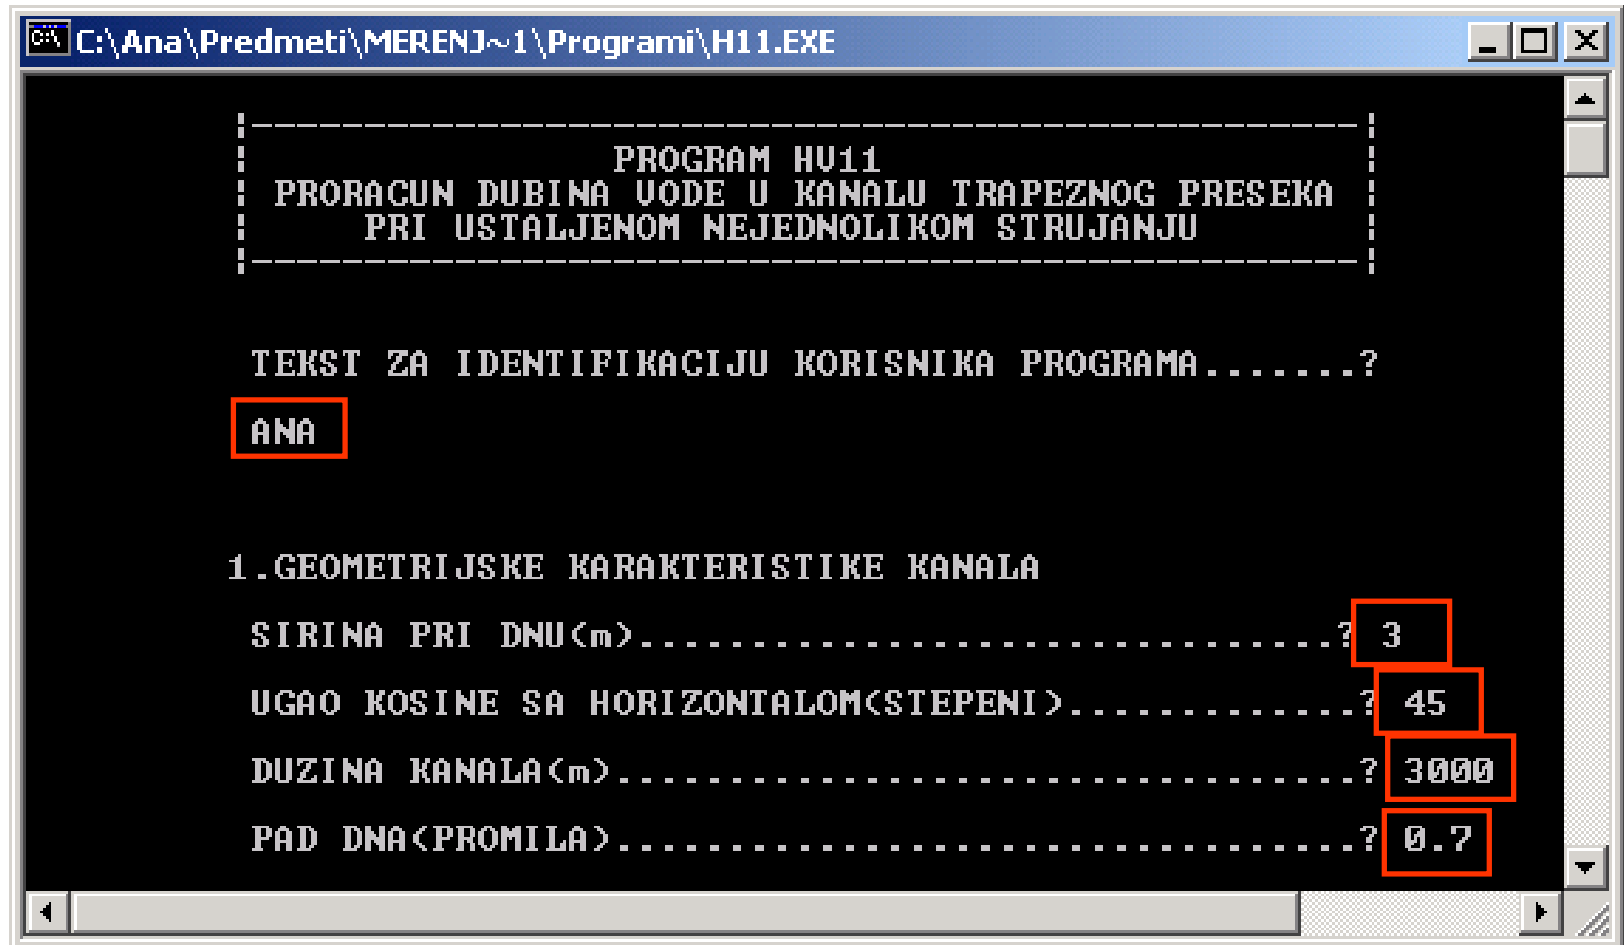 C:\Ana\Predmeti\MERENJ~1\Programi\H11.EXE
PROGRAM HV11
PRORACUN DUBINA VODE U KANALU TRAPEZNOG PRESEKA
PRI USTALJENOM NEJEDNOLIKOM STRUJANJU
TEKST ZA IDENTIFIKACIJU KORISNIKA PROGRAMA.......?
ANA
1.GEOMETRIJSKE KARAKTERISTIKE KANALA
SIRINA PRI DNU(m)...............................? 3
UGAO KOSINE SA HORIZONTALOM(STEPENI).............? 45
DUZINA KANALA(m).................................? 3000
PAD DNA(PROMILA).................................? 0.7